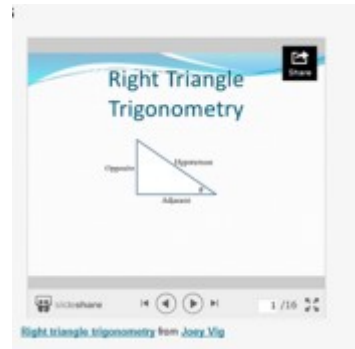 Share
Right Triangle
Trigonometry
Opposite
Hypotenuse
θ
Adjacent
slideshare
1 /16
Right triangle trigonometry from Joey Vig